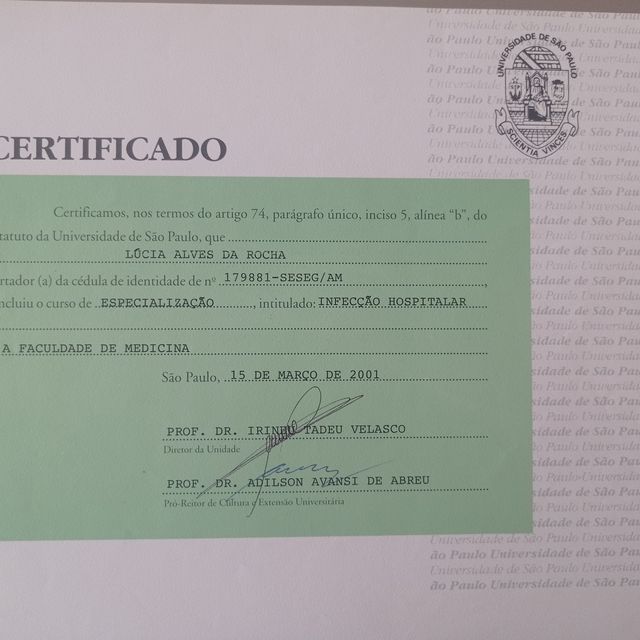 UNIVERSIDADE DE SÃO PAULO
SCIENTIA VINCES
CERTIFICADO
Certificamos, nos termos do artigo 74, parágrafo único, inciso 5, alínea “b”, do
tatuto da Universidade de São Paulo, que
LÚCIA ALVES DA ROCHA
rtador (a) da cédula de identidade de nº 179881-SESEG/AM,
ncluiu o curso de ESPECIALIZAÇÃO, intitulado: INFECÇÃO HOSPITALAR
A FACULDADE DE MEDICINA
São Paulo, 15 DE MARÇO DE 2001
PROF. DR. IRINEU TADEU VELASCO
Diretor da Unidade
PROF. DR. ADILSON AVANSI DE ABREU
Pró-Reitor de Cultura e Extensão Universitária